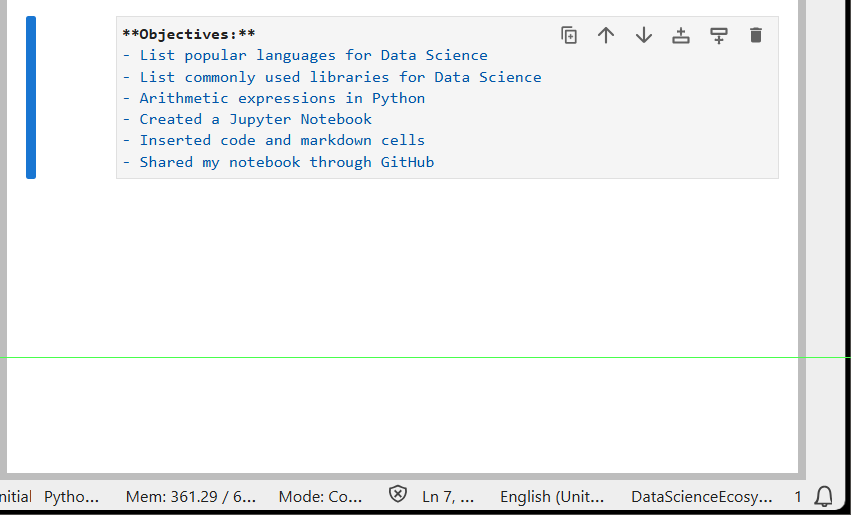 **Objectives:**
- List popular languages for Data Science
- List commonly used libraries for Data Science
- Arithmetic expressions in Python
- Created a Jupyter Notebook
- Inserted code and markdown cells
- Shared my notebook through GitHub
nitial Pytho... Mem: 361.29 / 6... Mode: Co... Ln 7, ... English (Unit... DataScienceEcosy... 1